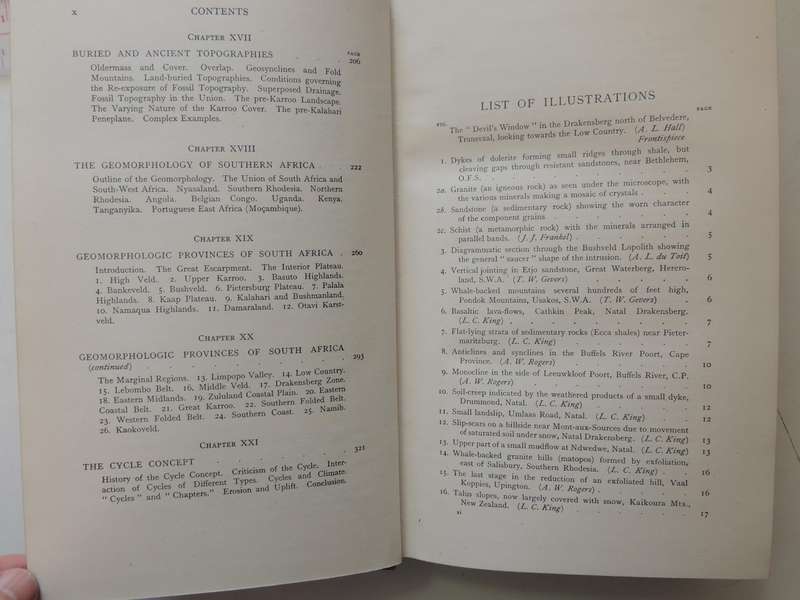 x CONTENTS
CHAPTER XVII
PAGE
BURIED AND ANCIENT TOPOGRAPHIES . . . 206
Oldermass and Cover. Overlap. Geosynclines and Fold
Mountains. Land-buried Topographies. Conditions governing
the Re-exposure of Fossil Topography. Superposed Drainage.
Fossil Topography in the Union. The pre-Karroo Landscape.
The Varying Nature of the Karroo Cover. The pre-Kalahari
Peneplane. Complex Examples.
CHAPTER XVIII
THE GEOMORPHOLOGY OF SOUTHERN AFRICA . . 222
Outline of the Geomorphology. The Union of South Africa and
South-West Africa. Nyasaland. Southern Rhodesia. Northern
Rhodesia. Angola. Belgian Congo. Uganda. Kenya.
Tanganyika. Portuguese East Africa (Moçambique).
CHAPTER XIX
GEOMORPHOLOGIC PROVINCES OF SOUTH AFRICA . 260
Introduction. The Great Escarpment. The Interior Plateau.
1. High Veld. 2. Upper Karroo. 3. Basuto Highlands.
4. Bankeveld. 5. Bushveld. 6. Pietersburg Plateau. 7. Palala
Highlands. 8. Kaap Plateau. 9. Kalahari and Bushmanland.
10. Namaqua Highlands. 11. Damaraland. 12. Otavi Karst-
veld.
CHAPTER XX
GEOMORPHOLOGIC PROVINCES OF SOUTH AFRICA
(continued) . . . . . . . . 293
The Marginal Regions. 13. Limpopo Valley. 14. Low Country.
15. Lebombo Belt. 16. Middle Veld. 17. Drakensberg Zone.
18. Eastern Midlands. 19. Zululand Coastal Plain. 20. Eastern
Coastal Belt. 21. Great Karroo. 22. Southern Folded Belt.
23. Western Folded Belt. 24. Southern Coast. 25. Namib.
26. Kaokoveld.
CHAPTER XXI
THE CYCLE CONCEPT . . . . . . 321
History of the Cycle Concept. Criticism of the Cycle. Inter-
action of Cycles of Different Types. Cycles and Climate.
"Cycles" and "Chapters." Erosion and Uplift. Conclusion.
LIST OF ILLUSTRATIONS
FIG. PAGE
The "Devil's Window" in the Drakensberg north of Belvedere,
Transvaal, looking towards the Low Country. (A. L. Hall)
Frontispiece
1. Dykes of dolerite forming small ridges through shale, but
cleaving gaps through resistant sandstones, near Bethlehem,
O.F.S. . . . . . . . . 3
2a. Granite (an igneous rock) as seen under the microscope, with
the various minerals making a mosaic of crystals . . . 4
2b. Sandstone (a sedimentary rock) showing the worn character
of the component grains . . . . . . 4
2c. Schist (a metamorphic rock) with the minerals arranged in
parallel bands. (J. J. Frankel) . . . . . 5
3. Diagrammatic section through the Bushveld Lopolith showing
the general "saucer" shape of the intrusion. (A. L. du Toit) 5
4. Vertical jointing in Etjo sandstone, Great Waterberg, Herero-
land, S.W.A. (T. W. Gevers) . . . . . 6
5. Whale-backed mountains several hundreds of feet high,
Pondok Mountains, Usakos, S.W.A. (T. W. Gevers) . . 6
6. Basaltic lava-flows, Cathkin Peak, Natal Drakensberg.
(L. C. King) . . . . . . . 7
7. Flat-lying strata of sedimentary rocks (Ecca shales) near Pieter-
maritzburg. (L. C. King) . . . . . 7
8. Anticlines and synclines in the Buffels River Poort, Cape
Province. (A. W. Rogers) . . . . . 10
9. Monocline in the side of Leeuwkloof Poort, Buffels River, C.P.
(A. W. Rogers) . . . . . . . 10
10. Soil-creep indicated by the weathered products of a small dyke,
Drummond, Natal. (L. C. King) . . . . 12
11. Small landslip, Umlaas Road, Natal. (L. C. King) . . 12
12. Slip-scars on a hillside near Mont-aux-Sources due to movement
of saturated soil under snow, Natal Drakensberg. (L. C. King) 13
13. Upper part of a small mudflow at Ndwedwe, Natal. (L. C. King) 13
14. Whale-backed granite hills (matopos) formed by exfoliation,
east of Salisbury, Southern Rhodesia. (L. C. King) . . 16
15. The last stage in the reduction of an exfoliated hill, Vaal
Koppies, Upington. (A. W. Rogers) . . . . 16
16. Talus slopes, now largely covered with snow, Kaikoura Mts.,
New Zealand. (L. C. King) . . . . . 17
xi